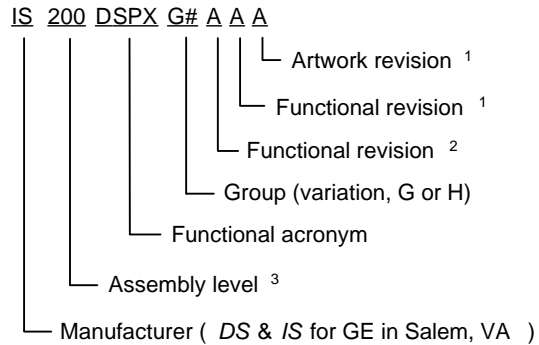 IS 200 DSPX G# A A A
Artwork revision 1
Functional revision 1
Functional revision 2
Group (variation, G or H)
Functional acronym
Assembly level 3
Manufacturer ( DS & IS for GE in Salem, VA )